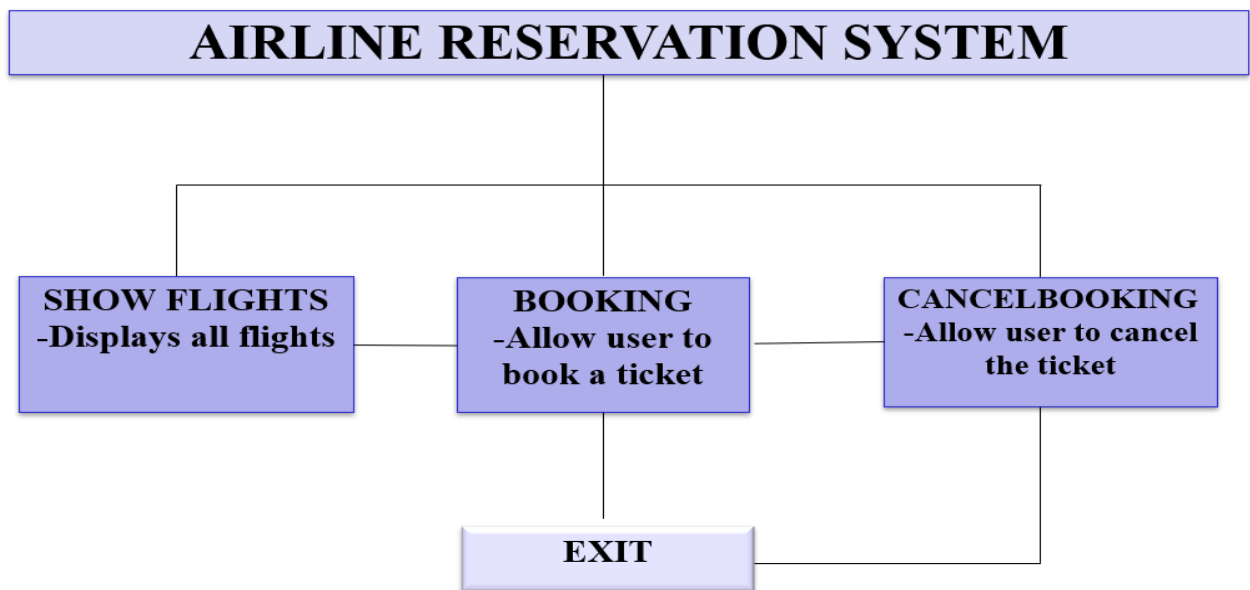 AIRLINE RESERVATION SYSTEM
SHOW FLIGHTS
-Displays all flights
BOOKING
-Allow user to
book a ticket
CANCELBOOKING
-Allow user to cancel
the ticket
EXIT